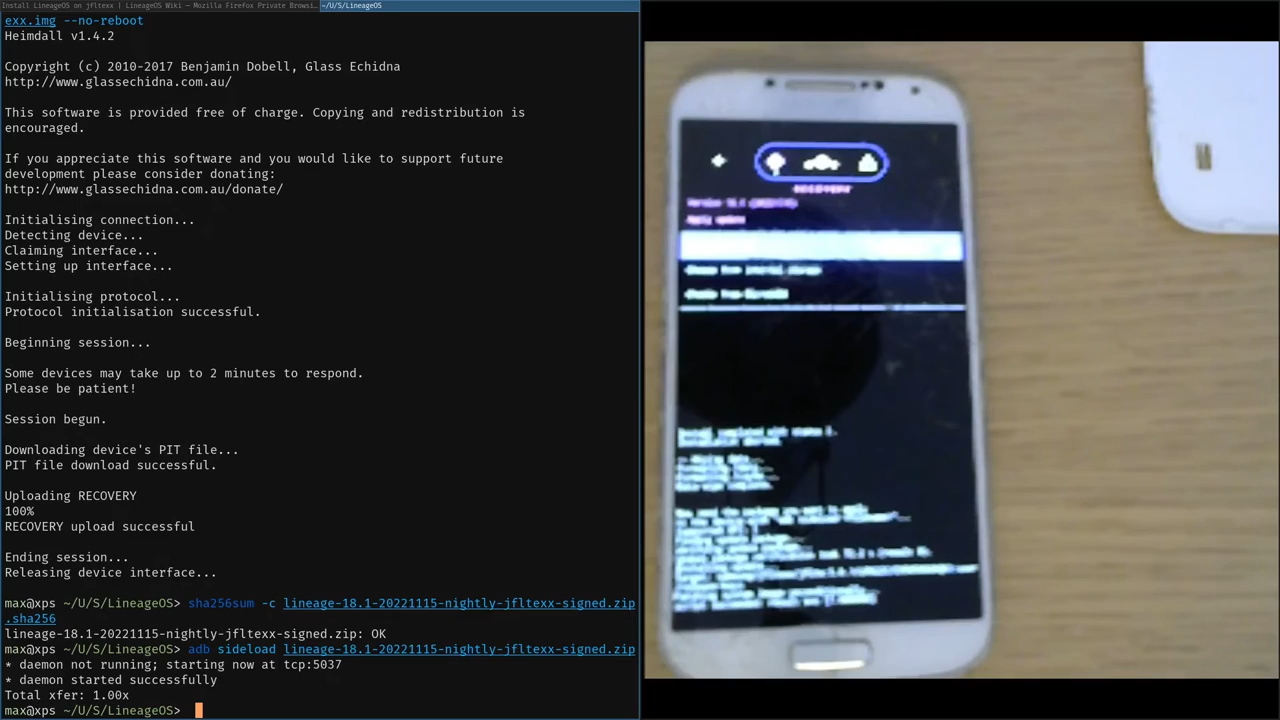 Install LineageOS on jfltexx | LineageOS Wiki — Mozilla Firefox Private Browsi…
~/U/S/LineageOS
exx.img --no-reboot
Heimdall v1.4.2
Copyright (c) 2010-2017 Benjamin Dobell, Glass Echidna
http://www.glassechidna.com.au/
This software is provided free of charge. Copying and redistribution is
encouraged.
If you appreciate this software and you would like to support future
development please consider donating:
http://www.glassechidna.com.au/donate/
Initialising connection...
Detecting device...
Claiming interface...
Setting up interface...
Initialising protocol...
Protocol initialisation successful.
Beginning session...
Some devices may take up to 2 minutes to respond.
Please be patient!
Session begun.
Downloading device's PIT file...
PIT file download successful.
Uploading RECOVERY
100%
RECOVERY upload successful
Ending session...
Releasing device interface...
max@xps ~/U/S/LineageOS> sha256sum -c lineage-18.1-20221115-nightly-jfltexx-signed.zip
.sha256
lineage-18.1-20221115-nightly-jfltexx-signed.zip: OK
max@xps ~/U/S/LineageOS> adb sideload lineage-18.1-20221115-nightly-jfltexx-signed.zip
* daemon not running; starting now at tcp:5037
* daemon started successfully
Total xfer: 1.00x
max@xps ~/U/S/LineageOS>
RECOVERY
Apply update